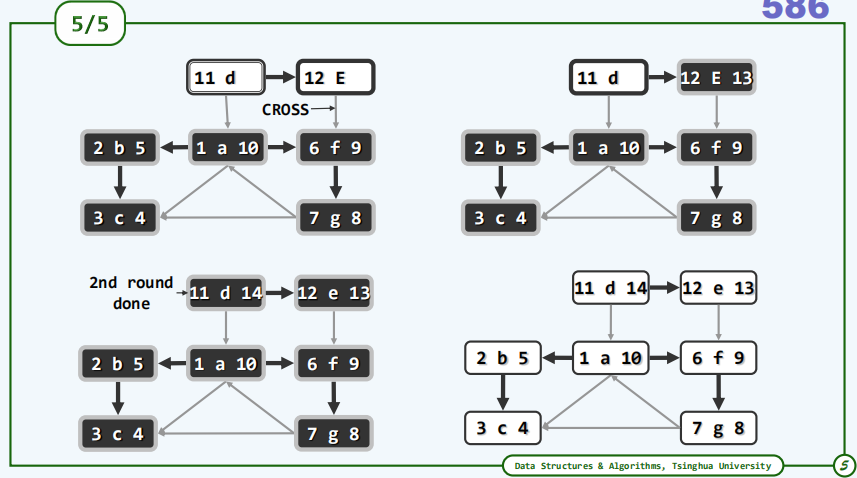 586
5/5
11 d
12 E
CROSS
2 b 5
1 a 10
6 f 9
3 c 4
7 g 8
11 d
12 E 13
2 b 5
1 a 10
6 f 9
3 c 4
7 g 8
2nd round
done
11 d 14
12 e 13
2 b 5
1 a 10
6 f 9
3 c 4
7 g 8
11 d 14
12 e 13
2 b 5
1 a 10
6 f 9
3 c 4
7 g 8
Data Structures & Algorithms, Tsinghua University
5